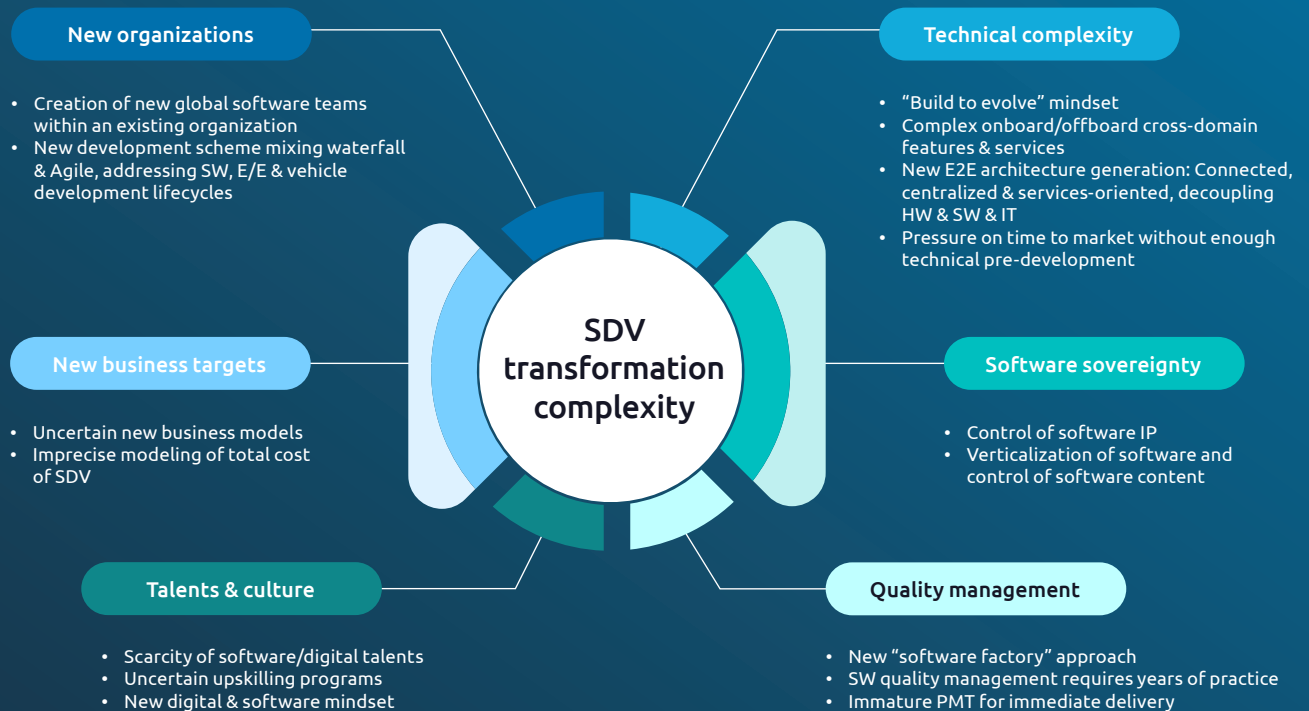 New organizations
• Creation of new global software teams
within an existing organization
• New development scheme mixing waterfall
& Agile, addressing SW, E/E & vehicle
development lifecycles
Technical complexity
• “Build to evolve” mindset
• Complex onboard/offboard cross-domain
features & services
• New E2E architecture generation: Connected,
centralized & services-oriented, decoupling
HW & SW & IT
• Pressure on time to market without enough
technical pre-development
SDV
transformation
complexity
New business targets
• Uncertain new business models
• Imprecise modeling of total cost
of SDV
Software sovereignty
• Control of software IP
• Verticalization of software and
control of software content
Talents & culture
• Scarcity of software/digital talents
• Uncertain upskilling programs
• New digital & software mindset
Quality management
• New “software factory” approach
• SW quality management requires years of practice
• Immature PMT for immediate delivery